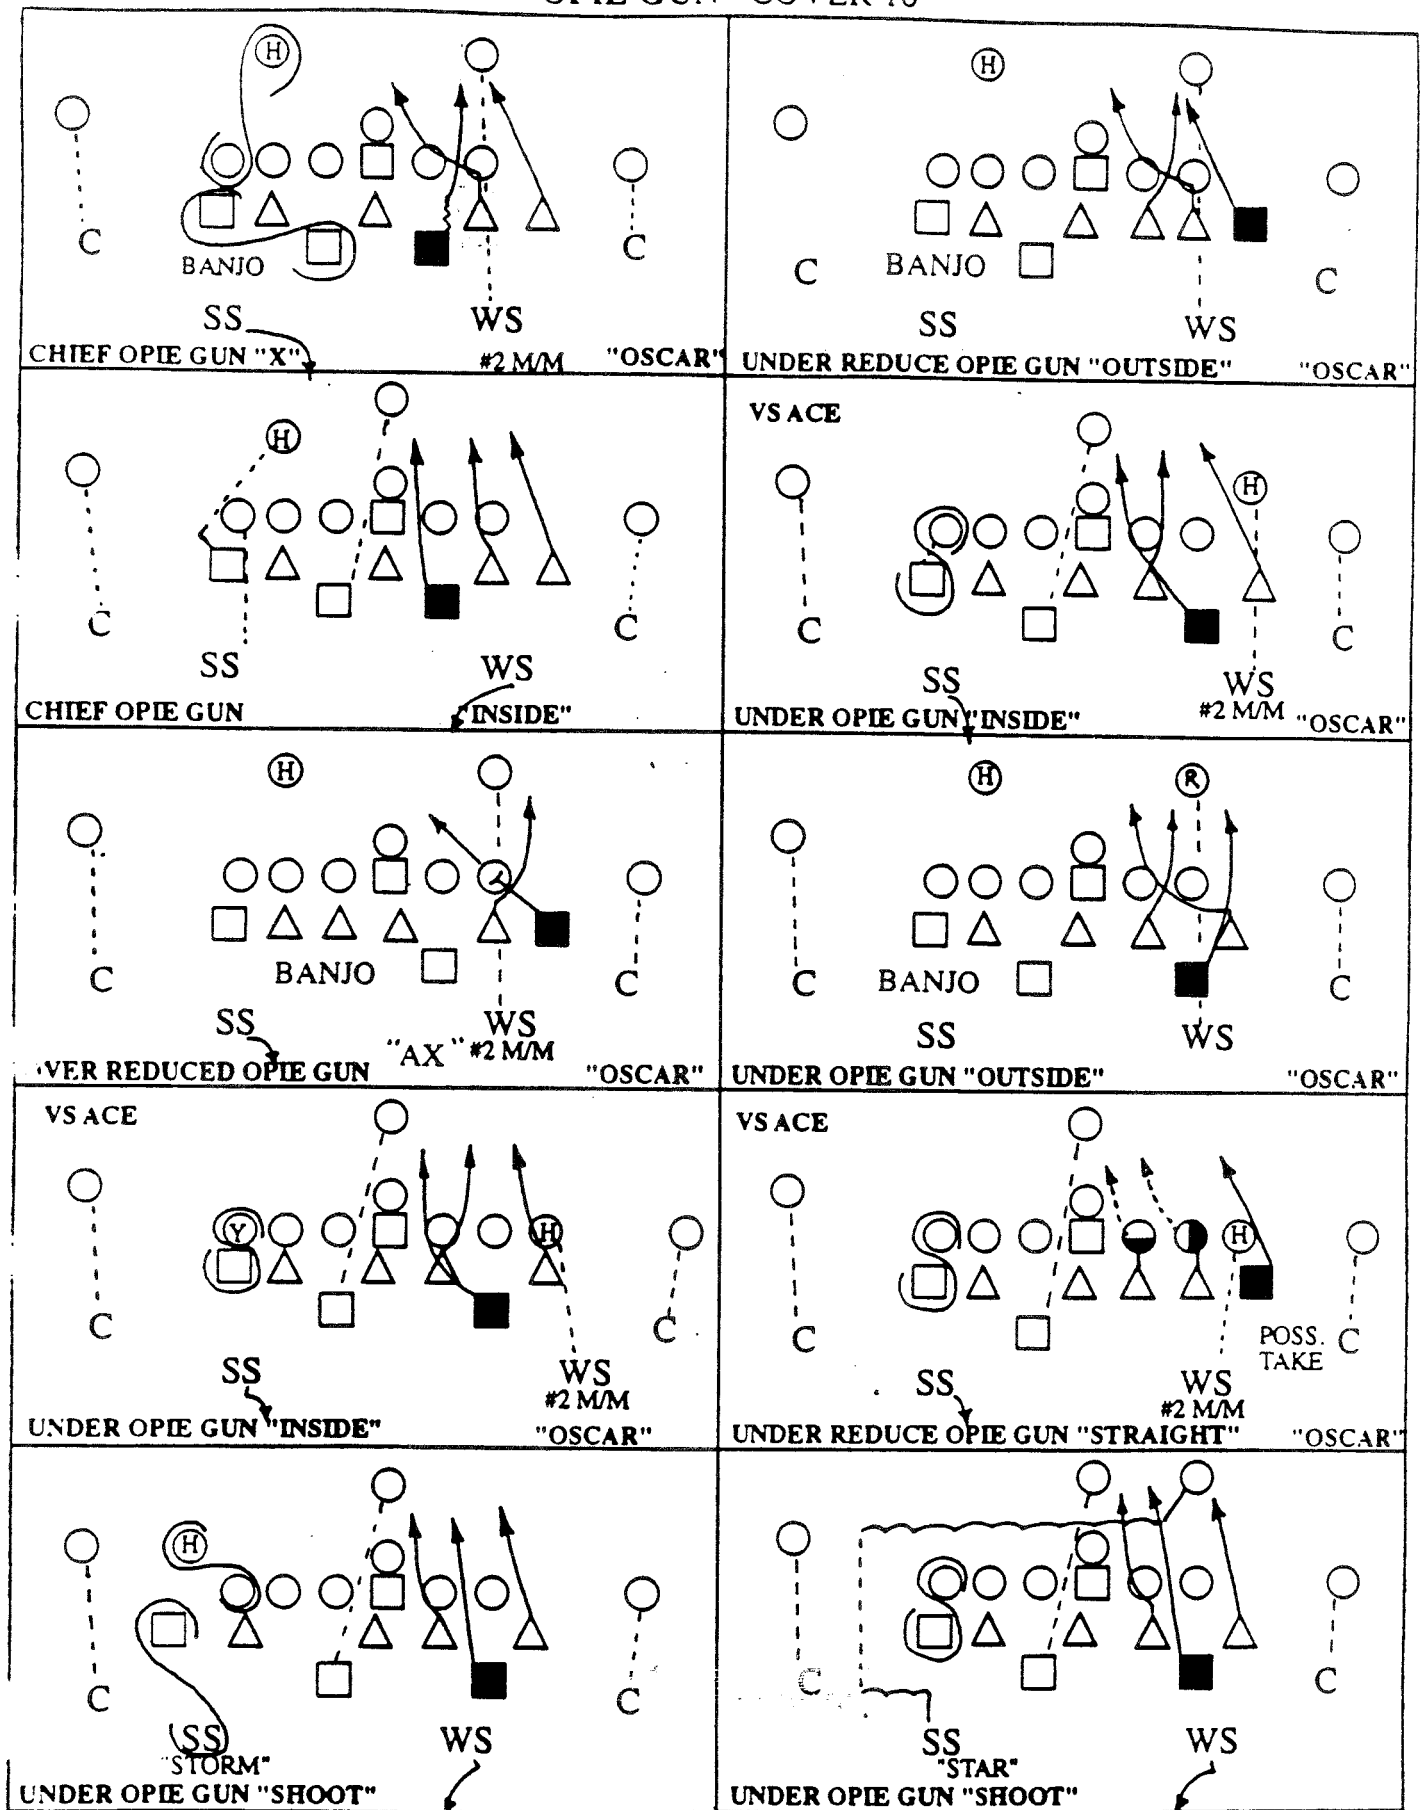 H
C
BANJO
C
SS
WS
CHIEF OPIE GUN "X"
#2 M/M
"OSCAR"
H
C
BANJO
C
SS
WS
UNDER REDUCE OPIE GUN "OUTSIDE"
"OSCAR"
H
C
C
SS
WS
CHIEF OPIE GUN
"INSIDE"
VS ACE
H
C
C
SS
WS
#2 M/M
UNDER OPIE GUN "INSIDE"
"OSCAR"
H
C
BANJO
C
SS
WS
"AX"
#2 M/M
VER REDUCED OPIE GUN
"OSCAR"
H
R
C
BANJO
C
SS
WS
UNDER OPIE GUN "OUTSIDE"
"OSCAR"
VS ACE
Y
H
C
C
SS
WS
#2 M/M
UNDER OPIE GUN "INSIDE"
"OSCAR"
VS ACE
H
C
POSS.
TAKE
C
SS
WS
#2 M/M
UNDER REDUCE OPIE GUN "STRAIGHT"
"OSCAR"
H
C
C
SS
WS
"STORM"
UNDER OPIE GUN "SHOOT"
C
C
SS
WS
"STAR"
UNDER OPIE GUN "SHOOT"